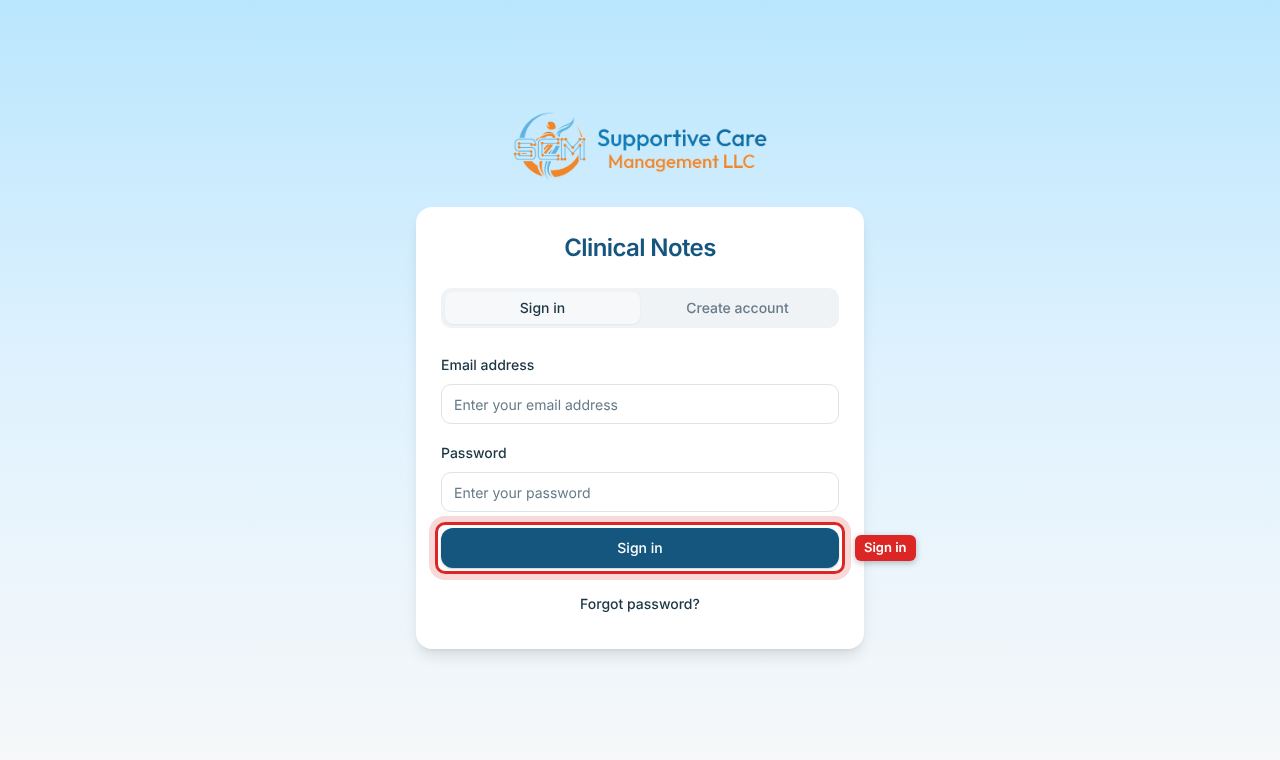 SCM
Supportive Care
Management LLC
Clinical Notes
Sign in
Create account
Email address
Enter your email address
Password
Enter your password
Sign in
Sign in
Forgot password?